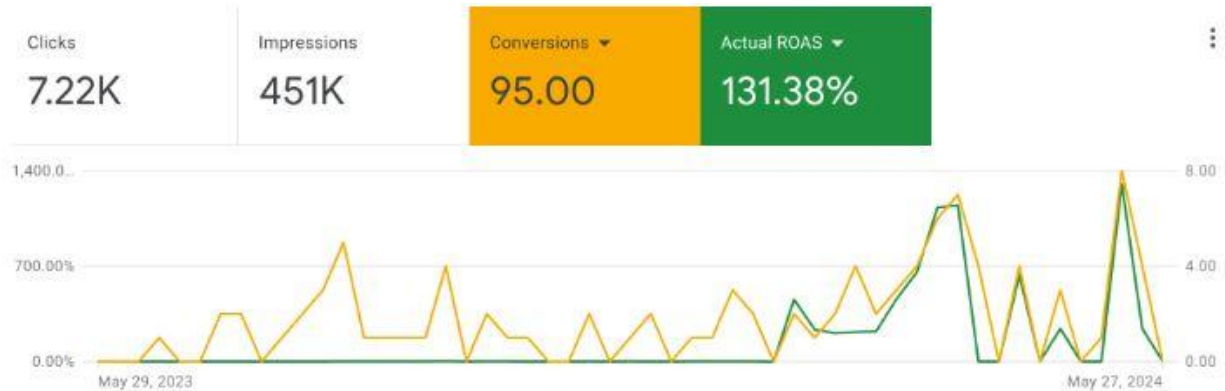 Clicks
Impressions
Conversions
Actual ROAS
7.22K
451K
95.00
131.38%
1,400.0...
8.00
700.00%
4.00
0.00%
0.00
May 29, 2023
May 27, 2024